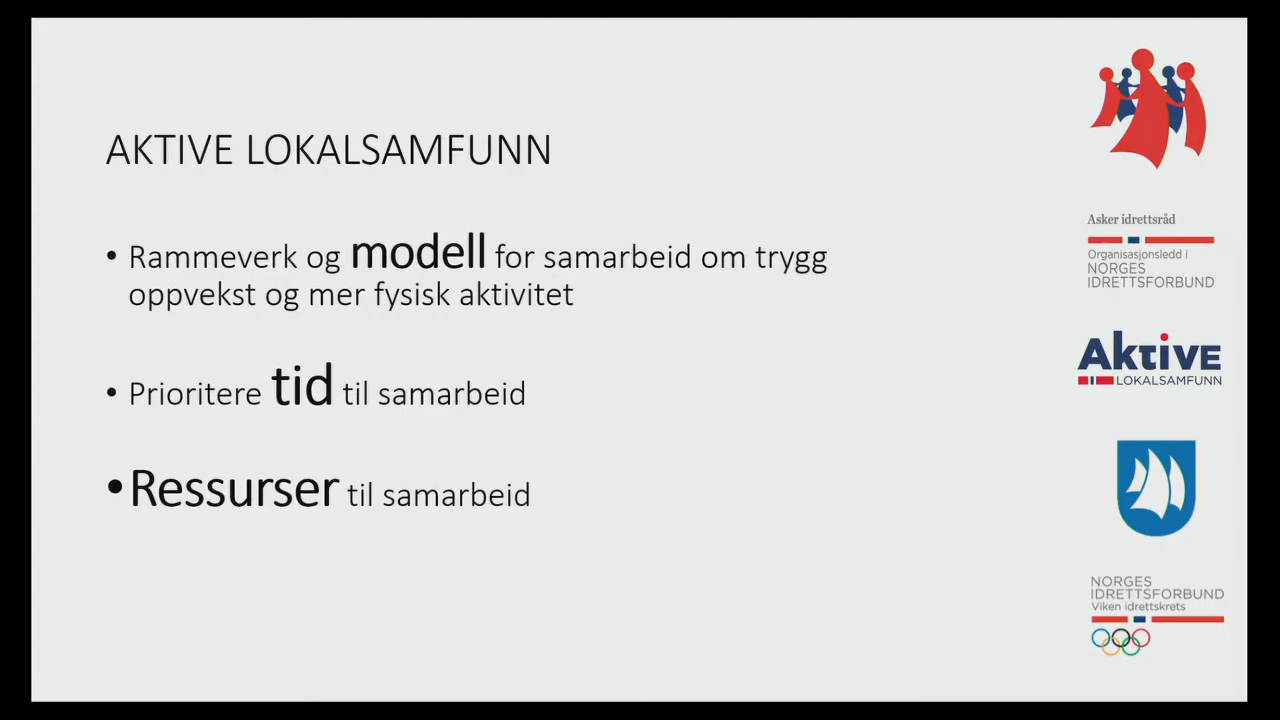 AKTIVE LOKALSAMFUNN
• Rammeverk og modell for samarbeid om trygg
oppvekst og mer fysisk aktivitet
• Prioritere tid til samarbeid
• Ressurser til samarbeid
Asker idrettsråd
Organisasjonsledd i
NORGES
IDRETTSFORBUND
AktivE
LOKALSAMFUNN
NORGES
IDRETTSFORBUND
Viken idrettskrets